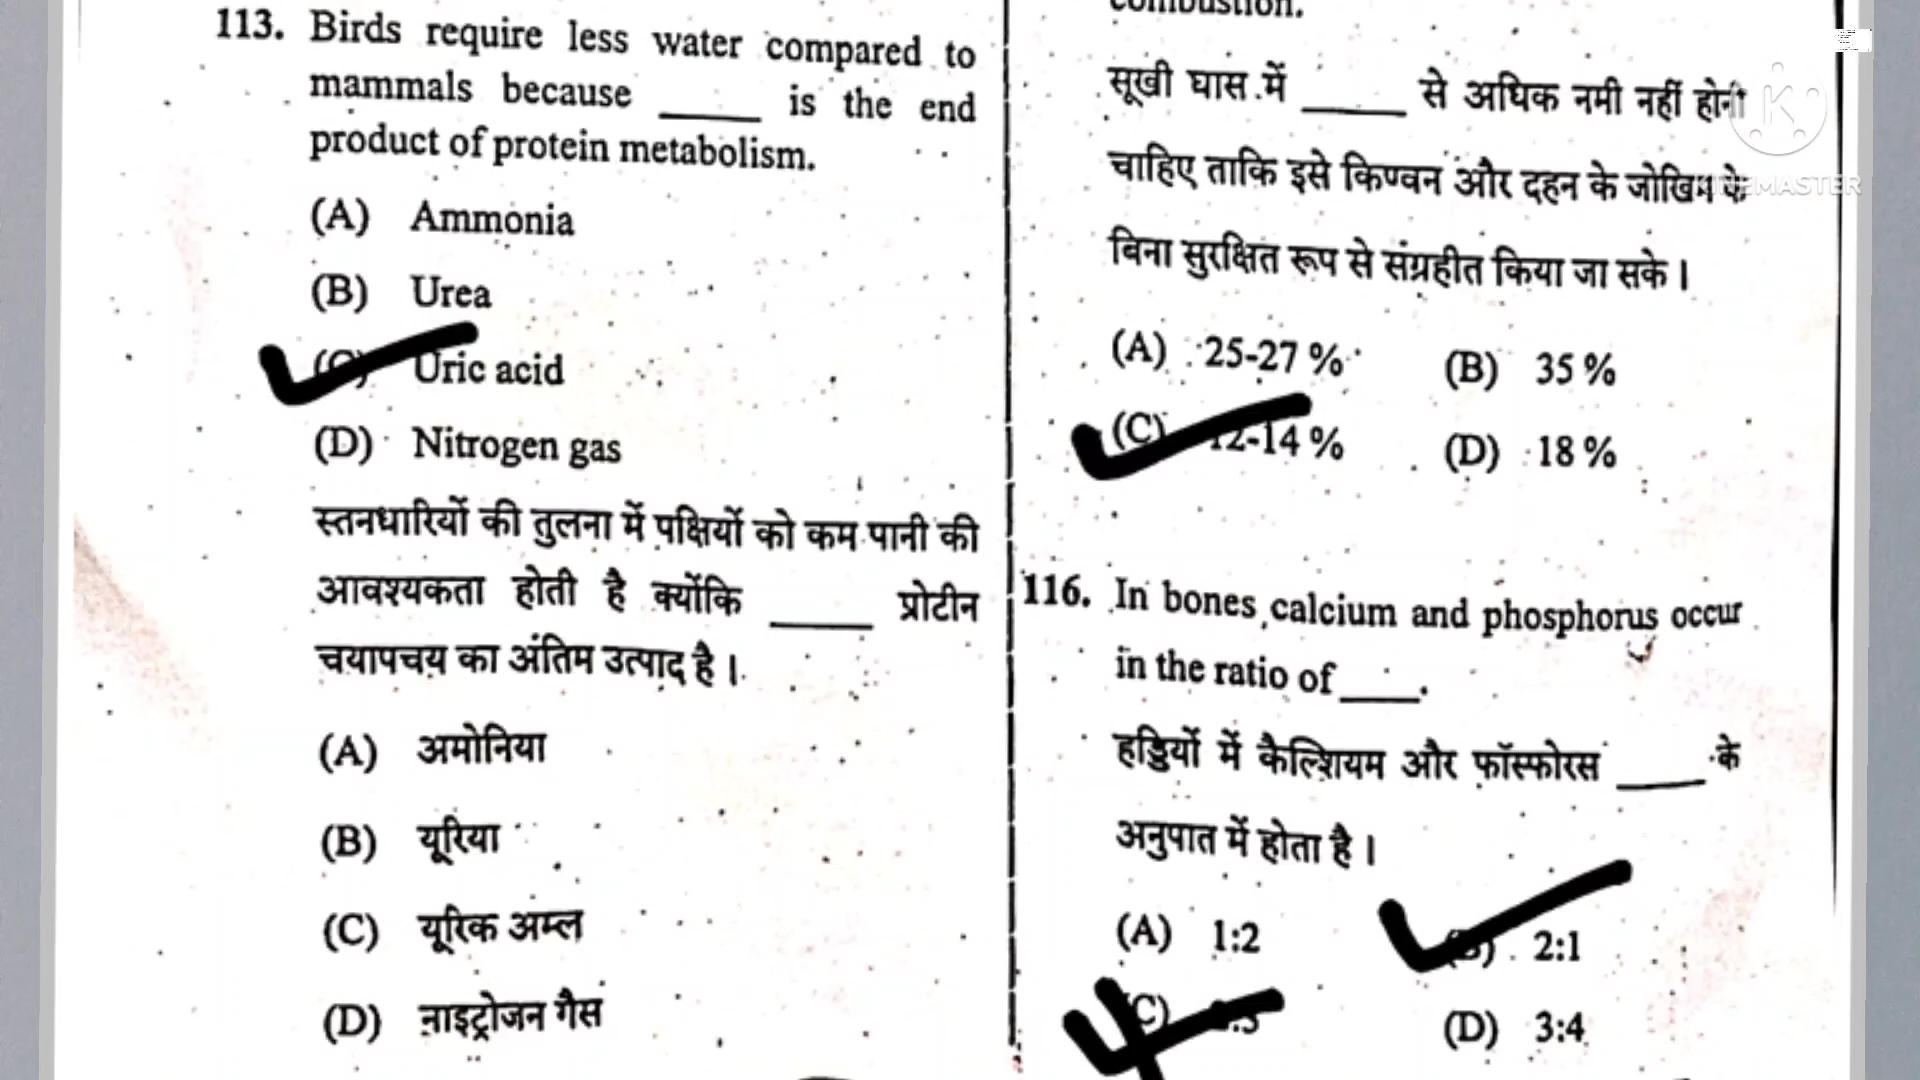 113. Birds require less water compared to
mammals because _____ is the end
product of protein metabolism.
(A) Ammonia
(B) Urea
(C) Uric acid
(D) Nitrogen gas
स्तनधारियों की तुलना में पक्षियों को कम पानी की
आवश्यकता होती है क्योंकि _____ प्रोटीन
चयापचय का अंतिम उत्पाद है ।
(A) अमोनिया
(B) यूरिया
(C) यूरिक अम्ल
(D) नाइट्रोजन गैस
combustion.
सूखी घास में _____ से अधिक नमी नहीं होनी
चाहिए ताकि इसे किण्वन और दहन के जोखिम के
बिना सुरक्षित रूप से संग्रहीत किया जा सके ।
(A) 25-27 % (B) 35 %
(C) 12-14 % (D) 18 %
116. In bones calcium and phosphorus occur
in the ratio of ____.
हड्डियों में कैल्शियम और फॉस्फोरस ____ के
अनुपात में होता है ।
(A) 1:2 (B) 2:1
(C) (D) 3:4
KINEMASTER